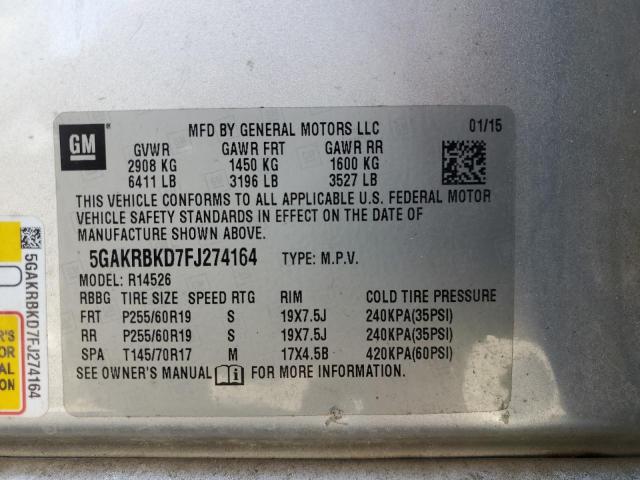 GM
MFD BY GENERAL MOTORS LLC 01/15
GVWR GAWR FRT GAWR RR
2908 KG 1450 KG 1600 KG
6411 LB 3196 LB 3527 LB
THIS VEHICLE CONFORMS TO ALL APPLICABLE U.S. FEDERAL MOTOR
VEHICLE SAFETY STANDARDS IN EFFECT ON THE DATE OF
MANUFACTURE SHOWN ABOVE.
5GAKRBKD7FJ274164 TYPE: M.P.V.
MODEL: R14526
RBBG TIRE SIZE SPEED RTG RIM COLD TIRE PRESSURE
FRT P255/60R19 S 19X7.5J 240KPA(35PSI)
RR P255/60R19 S 19X7.5J 240KPA(35PSI)
SPA T145/70R17 M 17X4.5B 420KPA(60PSI)
SEE OWNER'S MANUAL FOR MORE INFORMATION.
5GAKRBKD7FJ274164